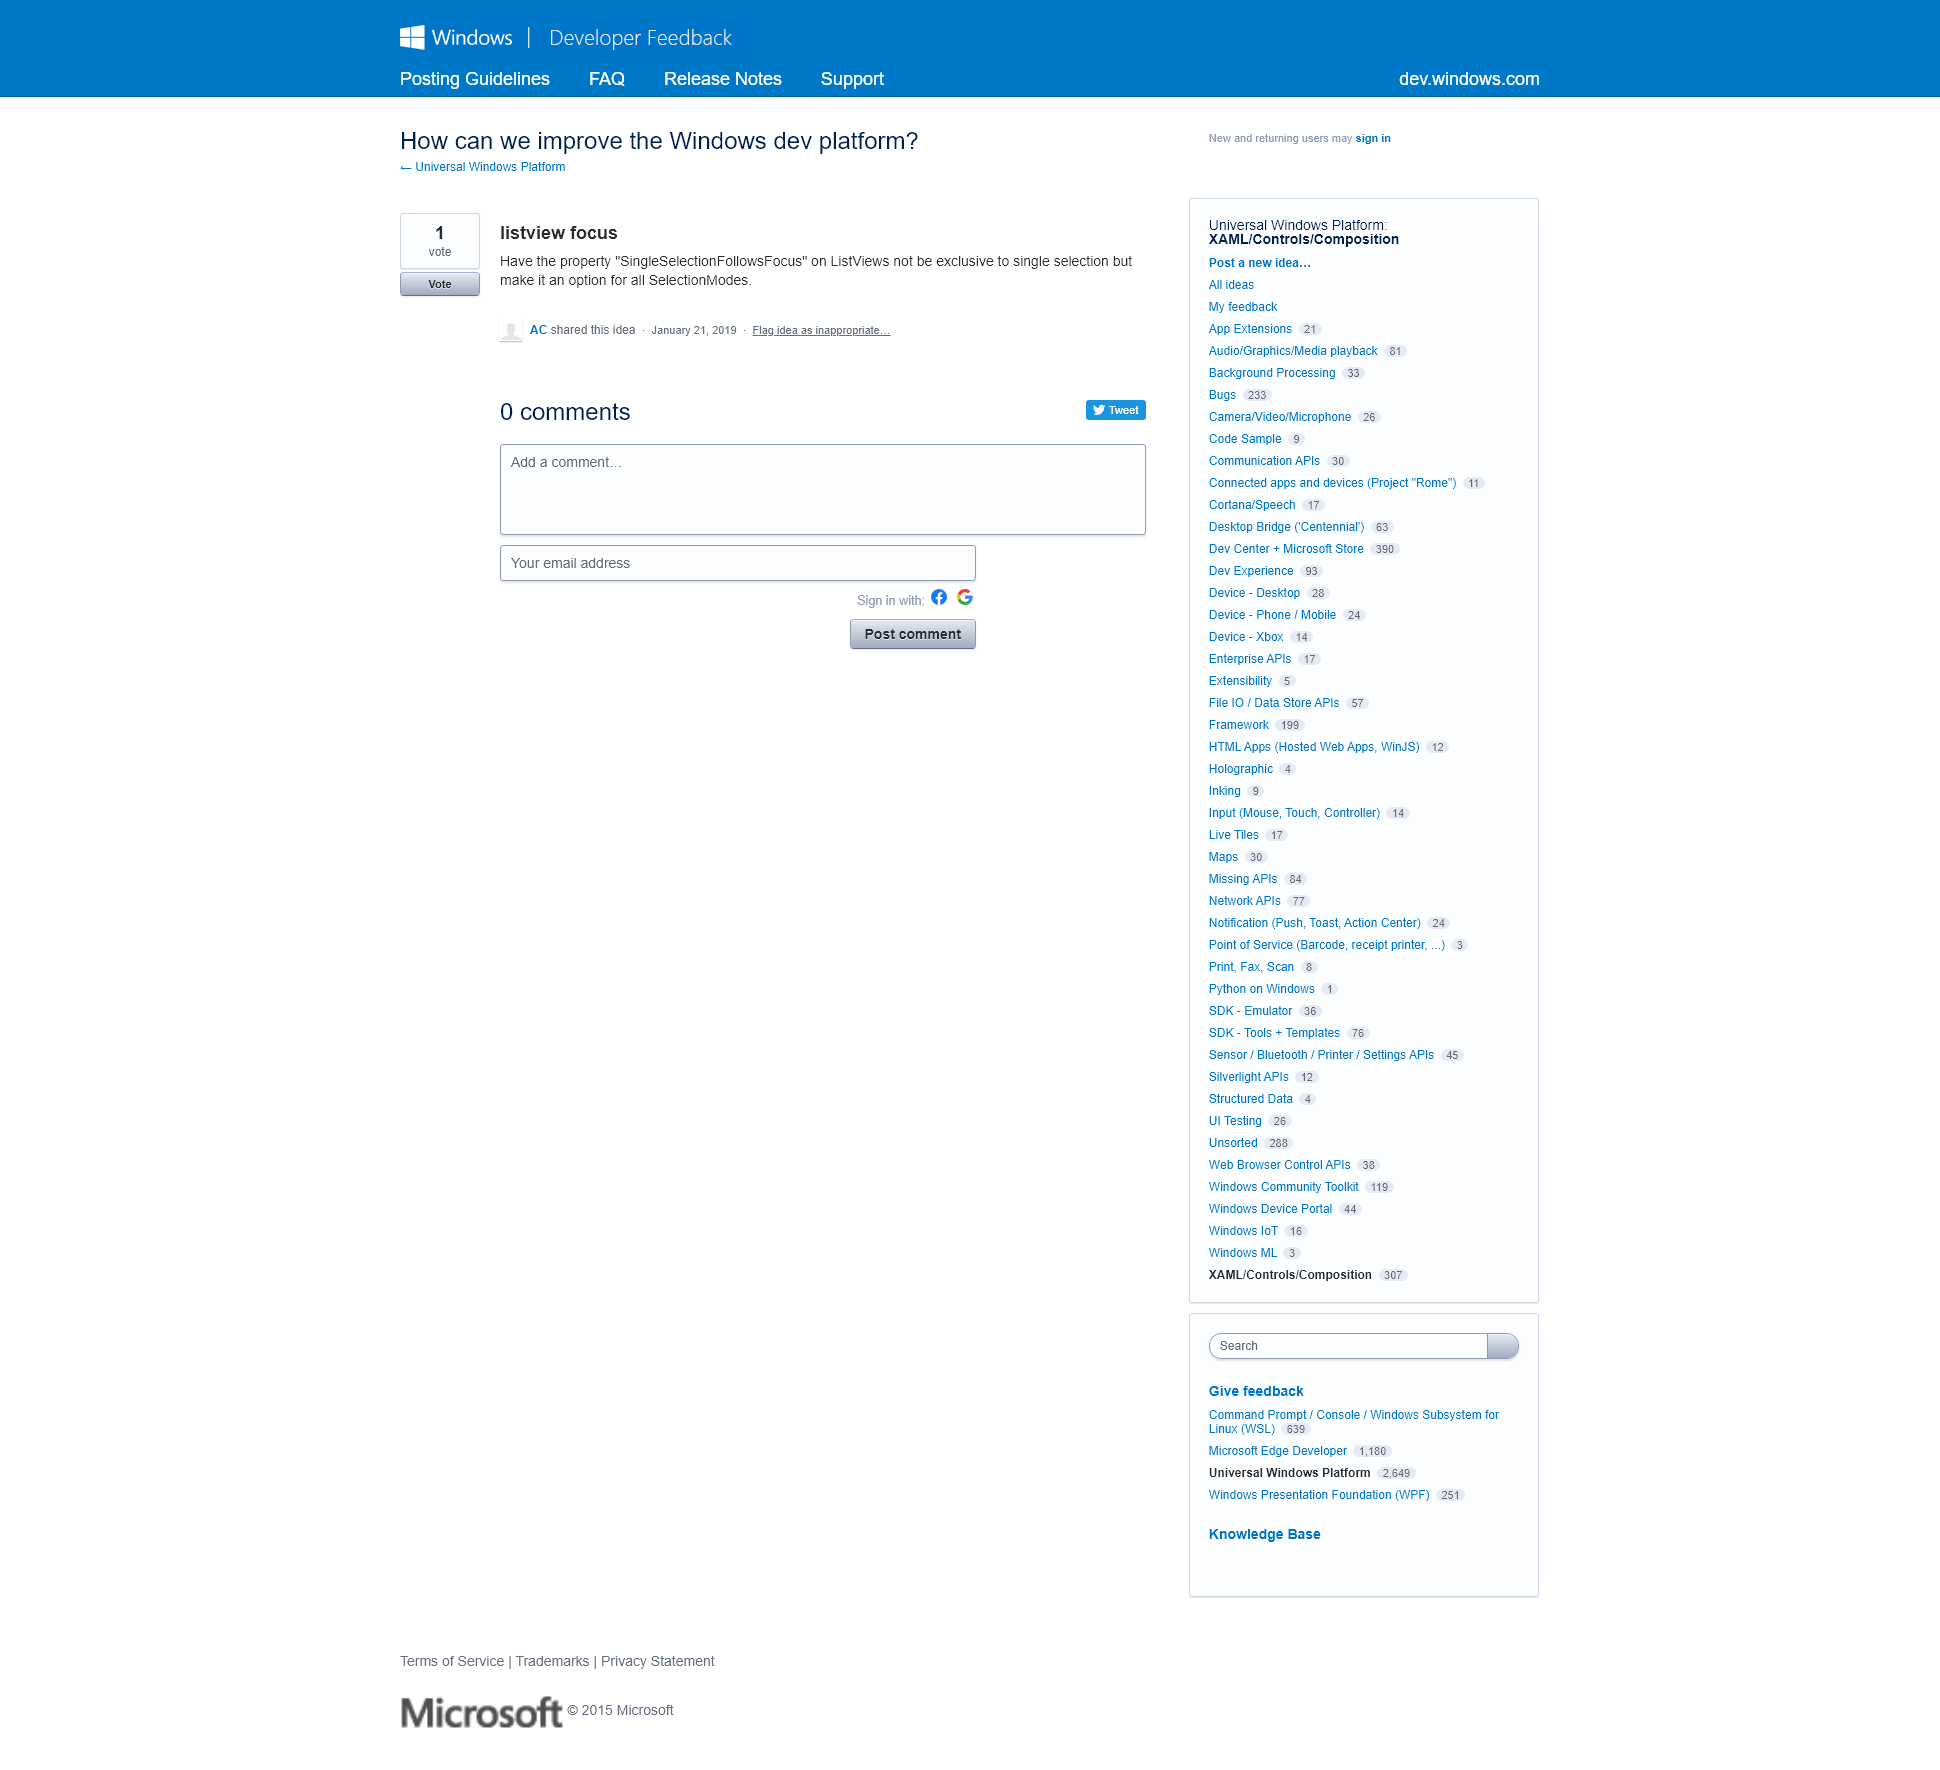 Windows | Developer Feedback
Posting Guidelines FAQ Release Notes Support dev.windows.com
How can we improve the Windows dev platform?
← Universal Windows Platform
New and returning users may sign in
1
vote
Vote
listview focus
Have the property "SingleSelectionFollowsFocus" on ListViews not be exclusive to single selection but
make it an option for all SelectionModes.
AC shared this idea · January 21, 2019 · Flag idea as inappropriate…
0 comments
Tweet
Add a comment…
Your email address
Sign in with:
Post comment
Universal Windows Platform:
XAML/Controls/Composition
Post a new idea…
All ideas
My feedback
App Extensions 21
Audio/Graphics/Media playback 81
Background Processing 33
Bugs 233
Camera/Video/Microphone 26
Code Sample 9
Communication APIs 30
Connected apps and devices (Project "Rome") 11
Cortana/Speech 17
Desktop Bridge ('Centennial') 63
Dev Center + Microsoft Store 390
Dev Experience 93
Device - Desktop 28
Device - Phone / Mobile 24
Device - Xbox 14
Enterprise APIs 17
Extensibility 5
File IO / Data Store APIs 57
Framework 199
HTML Apps (Hosted Web Apps, WinJS) 12
Holographic 4
Inking 9
Input (Mouse, Touch, Controller) 14
Live Tiles 17
Maps 30
Missing APIs 84
Network APIs 77
Notification (Push, Toast, Action Center) 24
Point of Service (Barcode, receipt printer, ...) 3
Print, Fax, Scan 8
Python on Windows 1
SDK - Emulator 36
SDK - Tools + Templates 76
Sensor / Bluetooth / Printer / Settings APIs 45
Silverlight APIs 12
Structured Data 4
UI Testing 26
Unsorted 288
Web Browser Control APIs 38
Windows Community Toolkit 119
Windows Device Portal 44
Windows IoT 16
Windows ML 3
XAML/Controls/Composition 307
Search
Give feedback
Command Prompt / Console / Windows Subsystem for
Linux (WSL) 639
Microsoft Edge Developer 1,180
Universal Windows Platform 2,649
Windows Presentation Foundation (WPF) 251
Knowledge Base
Terms of Service | Trademarks | Privacy Statement
Microsoft © 2015 Microsoft